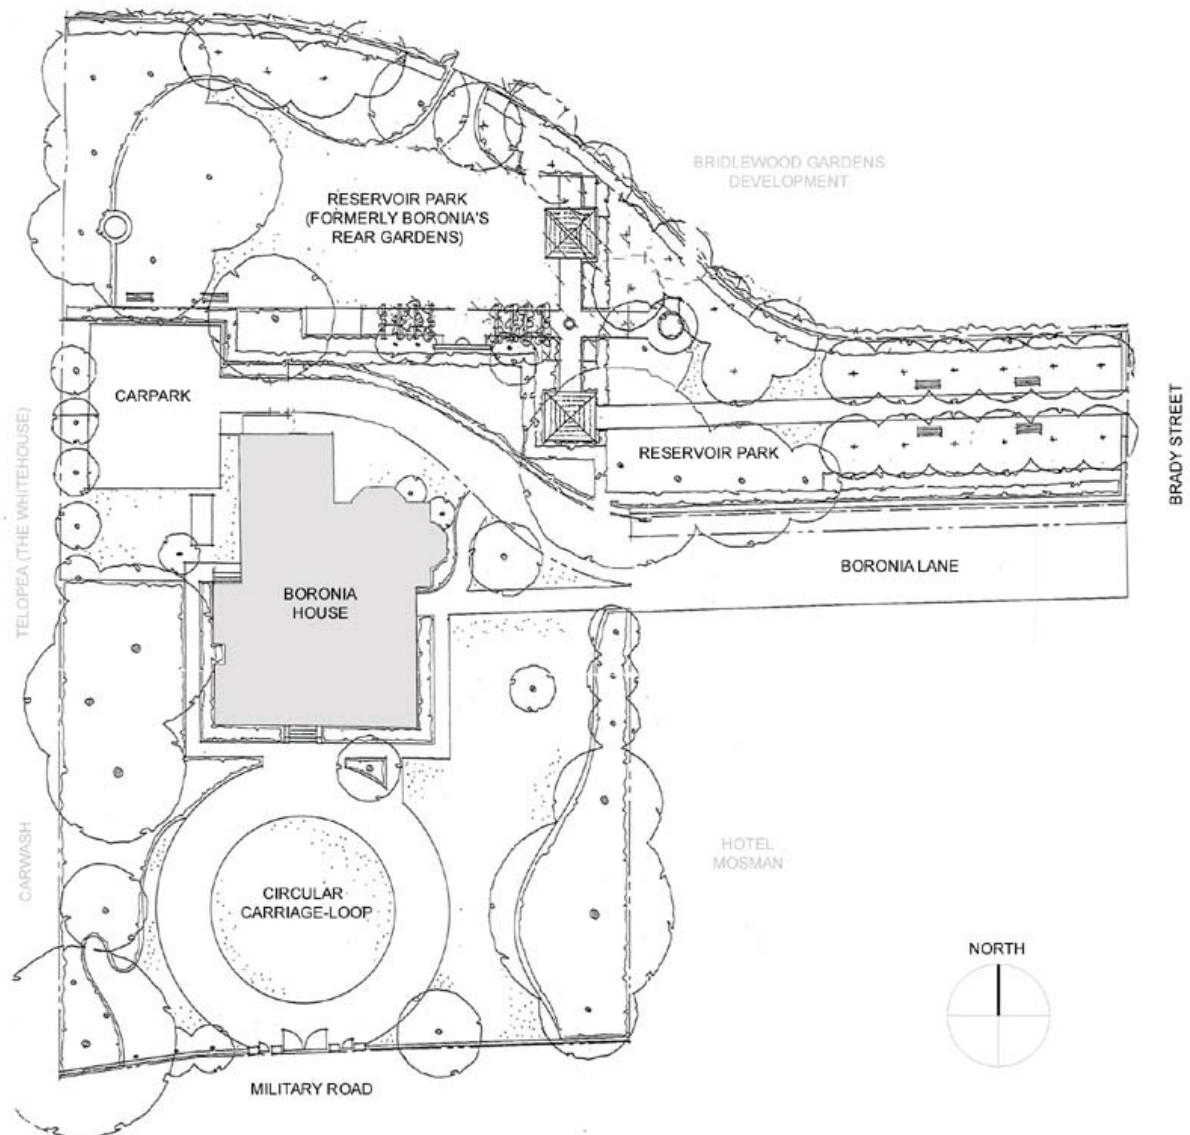 BRIDLEWOOD GARDENS
DEVELOPMENT
RESERVOIR PARK
(FORMERLY BORONIA'S
REAR GARDENS)
CARPARK
TELOPEA (THE WHITEHOUSE)
RESERVOIR PARK
BRADY STREET
BORONIA LANE
BORONIA
HOUSE
CARWASH
HOTEL
MOSMAN
CIRCULAR
CARRIAGE-LOOP
NORTH
MILITARY ROAD